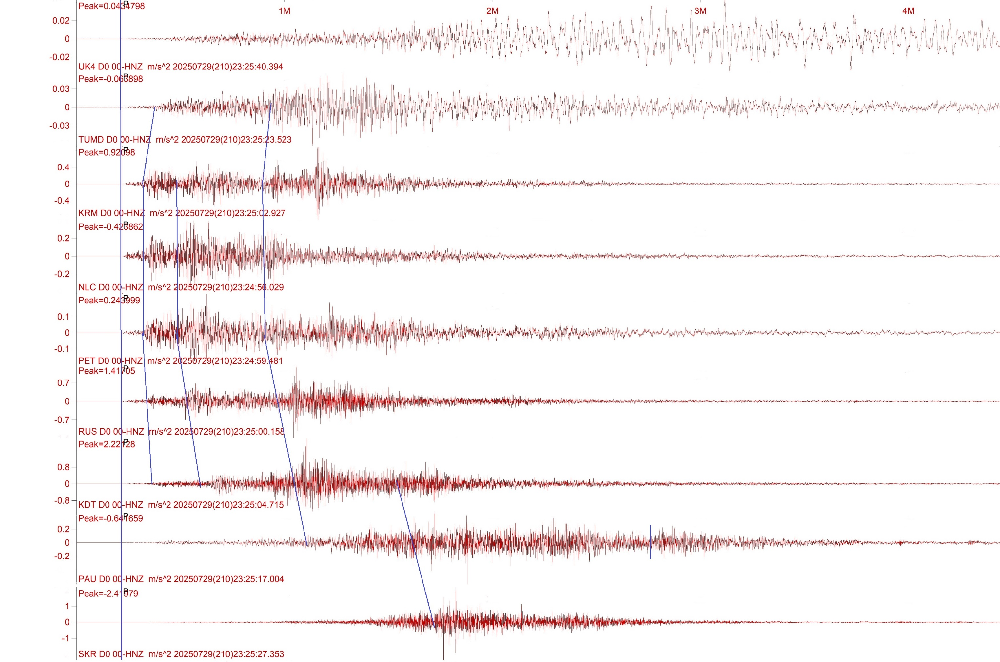 Peak=0.0434798 P
1M 2M 3M 4M
0.02
0
-0.02
UK4 D0 00-HNZ m/s^2 20250729(210)23:25:40.394
Peak=-0.063898 P
0.03
0
-0.03
TUMD D0 00-HNZ m/s^2 20250729(210)23:25:23.523
Peak=0.92098 P
0.4
0
-0.4
KRM D0 00-HNZ m/s^2 20250729(210)23:25:02.927
Peak=-0.423862 P
0.2
0
-0.2
NLC D0 00-HNZ m/s^2 20250729(210)23:24:56.029
Peak=0.243999 P
0.1
0
-0.1
PET D0 00-HNZ m/s^2 20250729(210)23:24:59.481
Peak=1.41705 P
0.7
0
-0.7
RUS D0 00-HNZ m/s^2 20250729(210)23:25:00.158
Peak=2.22128 P
0.8
0
-0.8
KDT D0 00-HNZ m/s^2 20250729(210)23:25:04.715
Peak=-0.641659 P
0.2
0
-0.2
PAU D0 00-HNZ m/s^2 20250729(210)23:25:17.004
Peak=-2.41979 P
1
0
-1
SKR D0 00-HNZ m/s^2 20250729(210)23:25:27.353